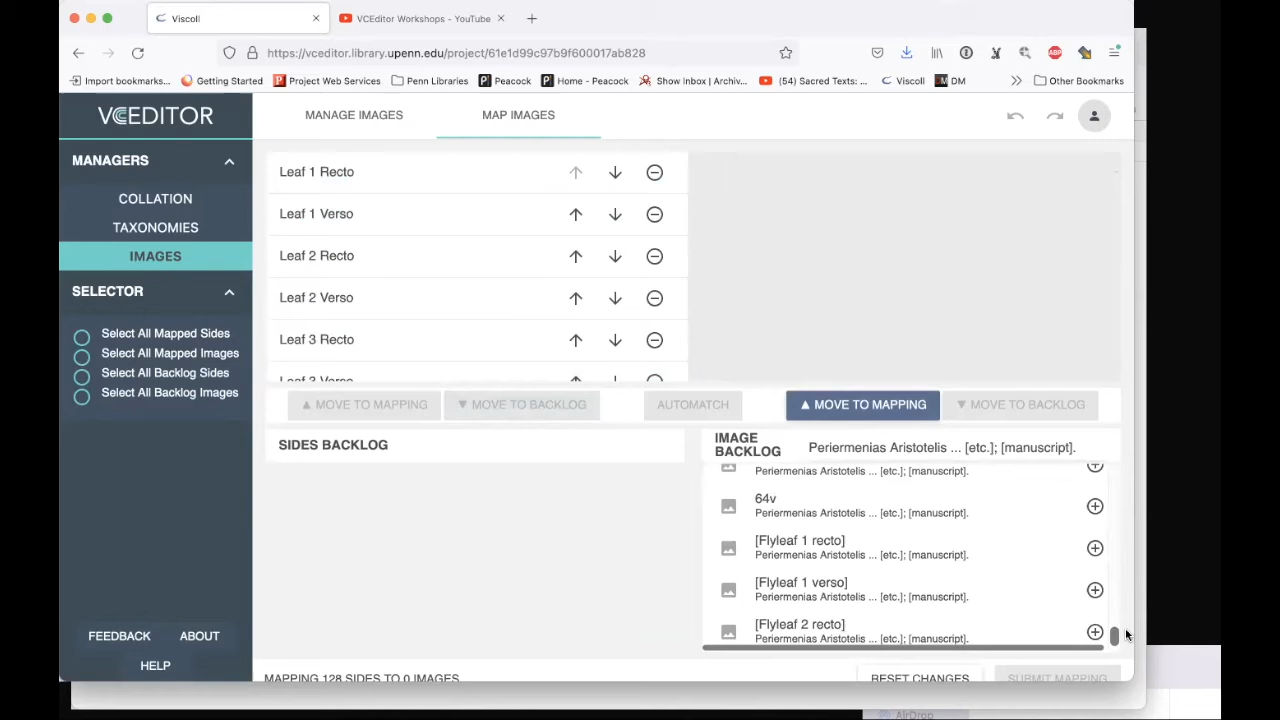 Viscoll
VCEditor Workshops - YouTube
https://vceditor.library.upenn.edu/project/61e1d99c97b9f600017ab828
Import bookmarks...
Getting Started
Project Web Services
Penn Libraries
Peacock
Home - Peacock
Show Inbox | Archiv...
(54) Sacred Texts: ...
Viscoll
DM
Other Bookmarks
VCEDITOR
MANAGE IMAGES
MAP IMAGES
MANAGERS
COLLATION
TAXONOMIES
IMAGES
SELECTOR
Select All Mapped Sides
Select All Mapped Images
Select All Backlog Sides
Select All Backlog Images
FEEDBACK
ABOUT
HELP
Leaf 1 Recto
Leaf 1 Verso
Leaf 2 Recto
Leaf 2 Verso
Leaf 3 Recto
Leaf 3 Verso
▲ MOVE TO MAPPING
▼ MOVE TO BACKLOG
AUTOMATCH
▲ MOVE TO MAPPING
▼ MOVE TO BACKLOG
SIDES BACKLOG
IMAGE
BACKLOG
Periermenias Aristotelis ... [etc.]; [manuscript].
Periermenias Aristotelis ... [etc.]; [manuscript].
64v
Periermenias Aristotelis ... [etc.]; [manuscript].
[Flyleaf 1 recto]
Periermenias Aristotelis ... [etc.]; [manuscript].
[Flyleaf 1 verso]
Periermenias Aristotelis ... [etc.]; [manuscript].
[Flyleaf 2 recto]
Periermenias Aristotelis ... [etc.]; [manuscript].
MAPPING 128 SIDES TO 0 IMAGES
RESET CHANGES
SUBMIT MAPPING
AirDrop